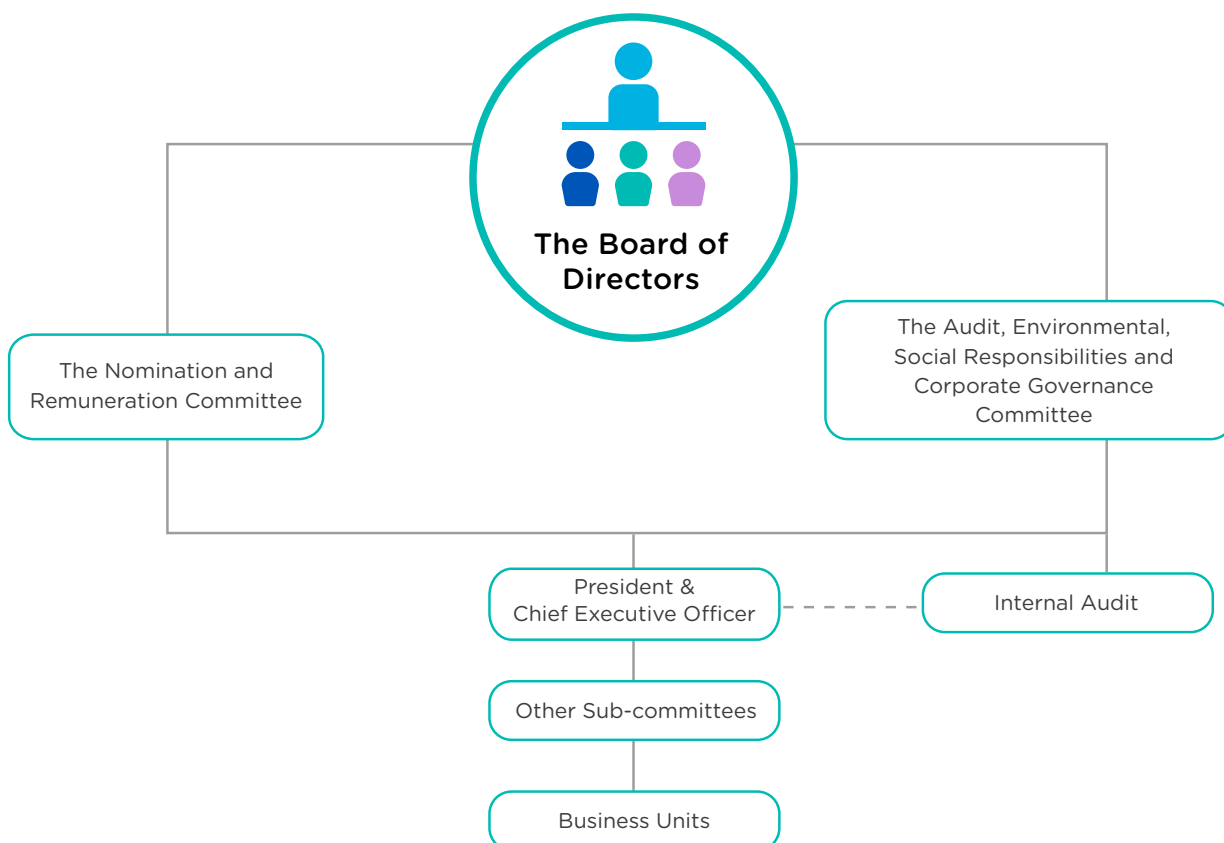 The Board of
Directors
The Nomination and
Remuneration Committee
The Audit, Environmental,
Social Responsibilities and
Corporate Governance
Committee
President &
Chief Executive Officer
Internal Audit
Other Sub-committees
Business Units